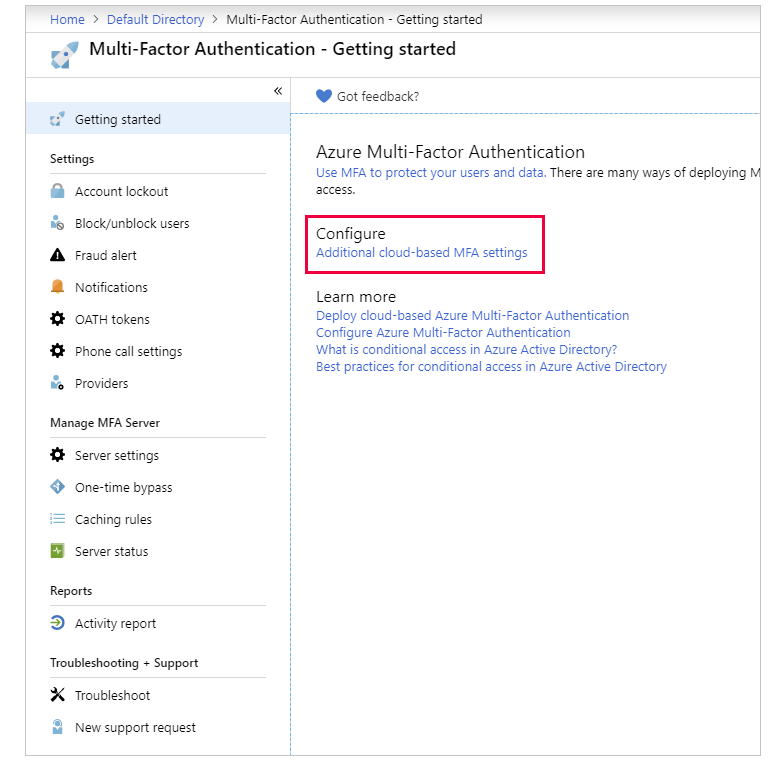 Home > Default Directory > Multi-Factor Authentication - Getting started
Multi-Factor Authentication - Getting started
«
Getting started
Settings
Account lockout
Block/unblock users
Fraud alert
Notifications
OATH tokens
Phone call settings
Providers
Manage MFA Server
Server settings
One-time bypass
Caching rules
Server status
Reports
Activity report
Troubleshooting + Support
Troubleshoot
New support request
Got feedback?
Azure Multi-Factor Authentication
Use MFA to protect your users and data. There are many ways of deploying M
access.
Configure
Additional cloud-based MFA settings
Learn more
Deploy cloud-based Azure Multi-Factor Authentication
Configure Azure Multi-Factor Authentication
What is conditional access in Azure Active Directory?
Best practices for conditional access in Azure Active Directory